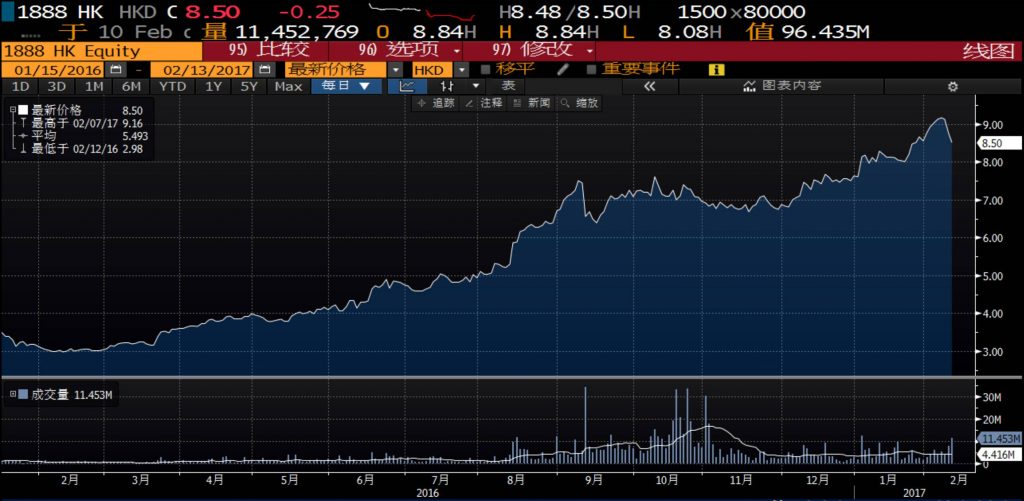 1888 HK HKD C 8.50 -0.25 H8.48/8.50H 1500×80000
于 10 Feb 量 11,452,769 O 8.84H H 8.84H L 8.08H 值 96.435M
1888 HK Equity 95) 比较 96) 选项 97) 修改 线图
01/15/2016 - 02/13/2017 最新价格 HKD 移平 重要事件
1D 3D 1M 6M YTD 1Y 5Y Max 每日 表 图表内容
追踪 注释 新闻 缩放
最新价格 8.50
最高于 02/07/17 9.16
平均 5.493
最低于 02/12/16 2.98
9.00
8.50
8.00
7.00
6.00
5.00
4.00
3.00
成交量 11.453M
30M
20M
11.453M
4.416M
0
2月 3月 4月 5月 6月 7月 8月 9月 10月 11月 12月 1月 2月
2016 2017